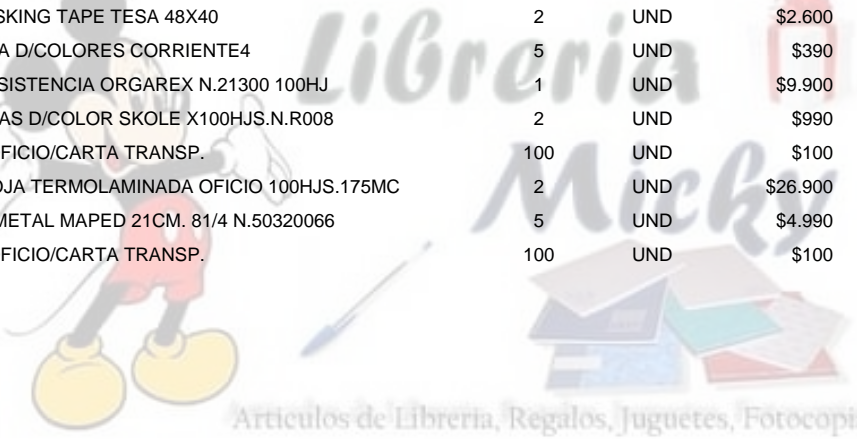 SKING TAPE TESA 48X40 2 UND $2.600
A D/COLORES CORRIENTE4 5 UND $390
SISTENCIA ORGAREX N.21300 100HJ 1 UND $9.900
AS D/COLOR SKOLE X100HJS.N.R008 2 UND $990
FICIO/CARTA TRANSP. 100 UND $100
OJA TERMOLAMINADA OFICIO 100HJS.175MC 2 UND $26.900
METAL MAPED 21CM. 81/4 N.50320066 5 UND $4.990
FICIO/CARTA TRANSP. 100 UND $100
Libreria
Micky
Articulos de Libreria, Regalos, Juguetes, Fotocopi